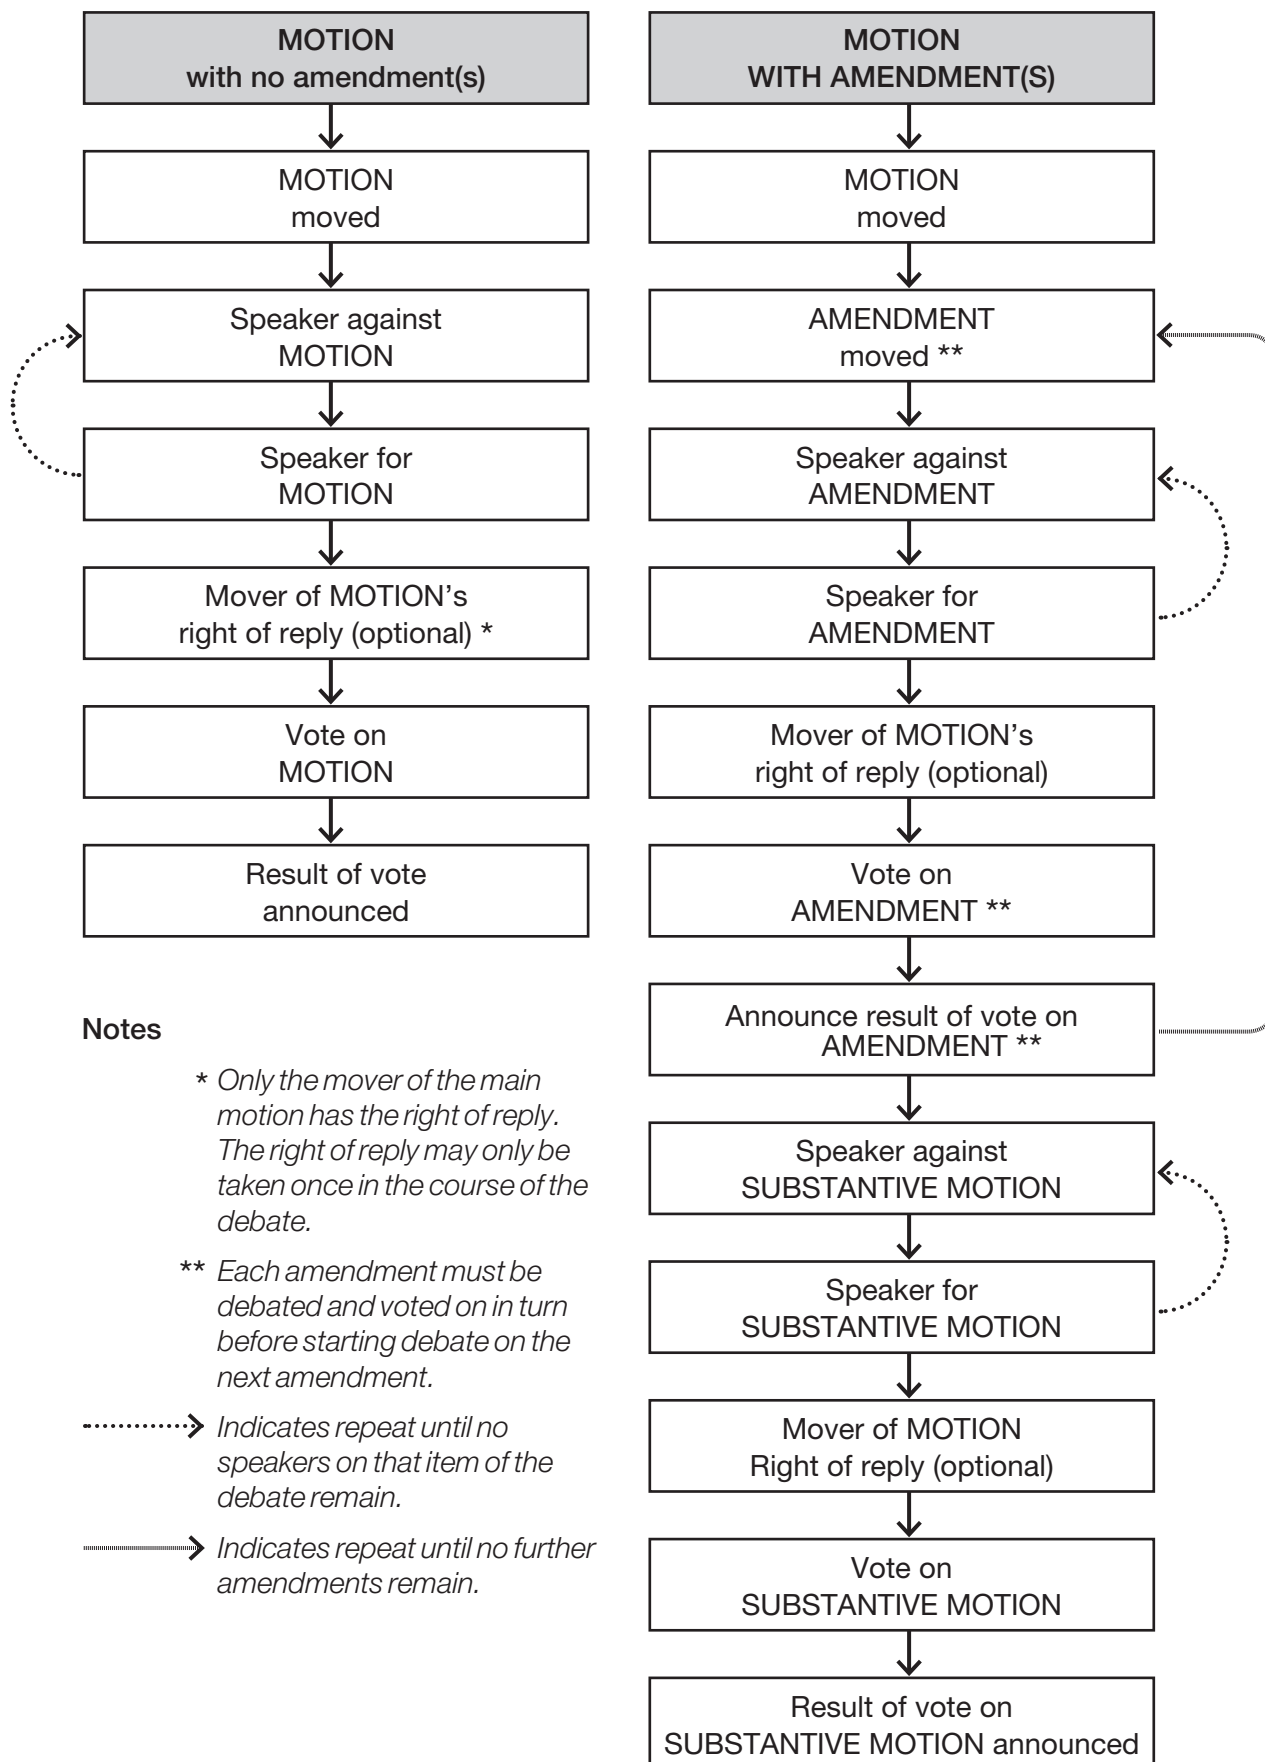 MOTION
with no amendment(s)
MOTION
moved
Speaker against
MOTION
Speaker for
MOTION
Mover of MOTION’s
right of reply (optional) *
Vote on
MOTION
Result of vote
announced
Notes
* Only the mover of the main
motion has the right of reply.
The right of reply may only be
taken once in the course of the
debate.
** Each amendment must be
debated and voted on in turn
before starting debate on the
next amendment.
Indicates repeat until no
speakers on that item of the
debate remain.
Indicates repeat until no further
amendments remain.
MOTION
WITH AMENDMENT(S)
MOTION
moved
AMENDMENT
moved **
Speaker against
AMENDMENT
Speaker for
AMENDMENT
Mover of MOTION’s
right of reply (optional)
Vote on
AMENDMENT **
Announce result of vote on
AMENDMENT **
Speaker against
SUBSTANTIVE MOTION
Speaker for
SUBSTANTIVE MOTION
Mover of MOTION
Right of reply (optional)
Vote on
SUBSTANTIVE MOTION
Result of vote on
SUBSTANTIVE MOTION announced